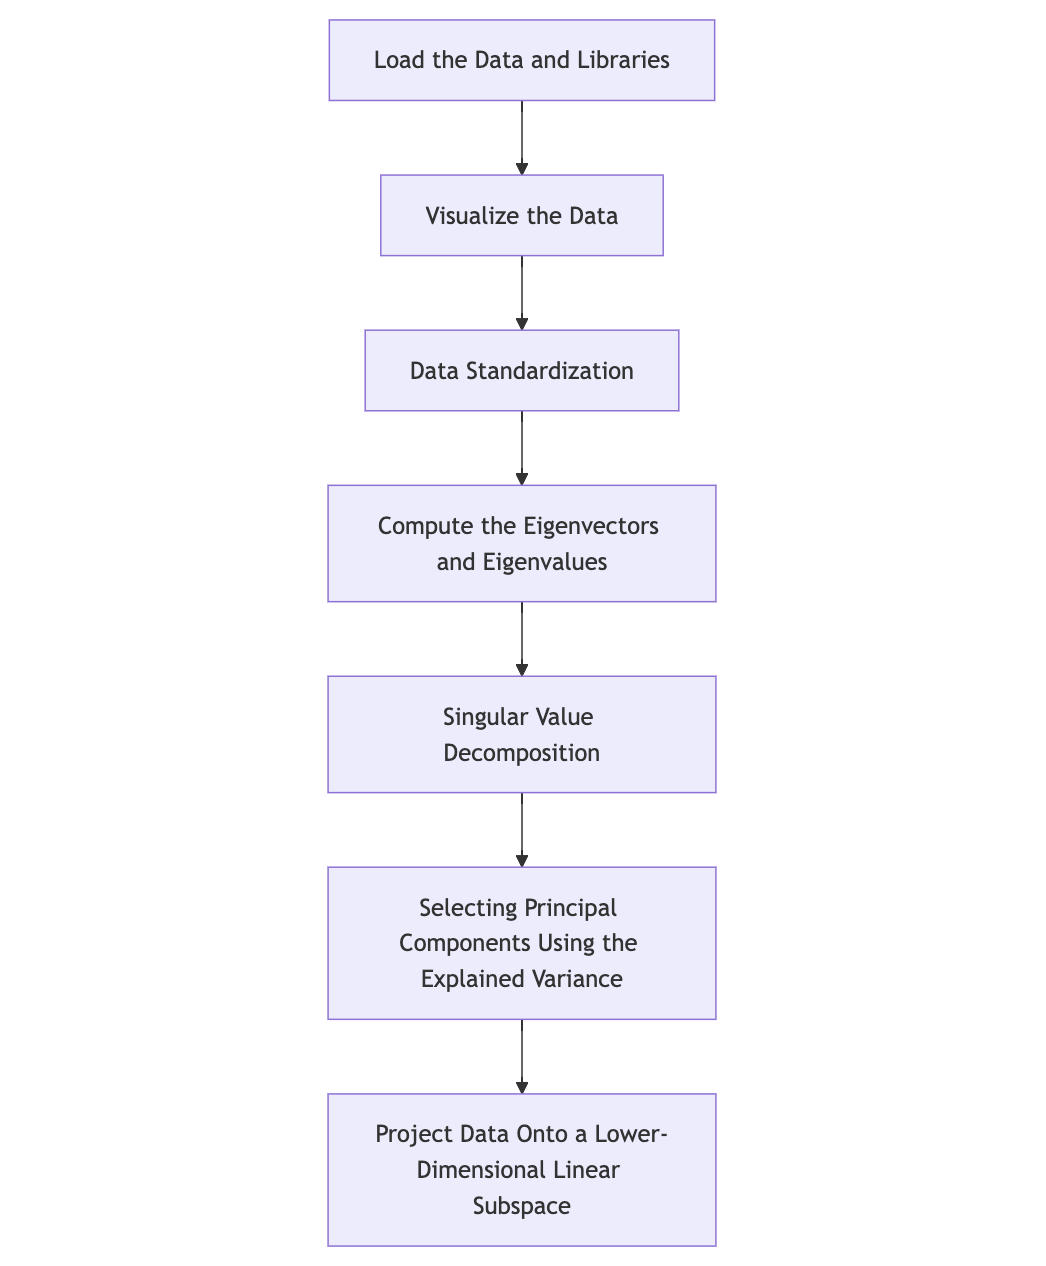 Load the Data and Libraries
Visualize the Data
Data Standardization
Compute the Eigenvectors
and Eigenvalues
Singular Value
Decomposition
Selecting Principal
Components Using the
Explained Variance
Project Data Onto a Lower-
Dimensional Linear
Subspace